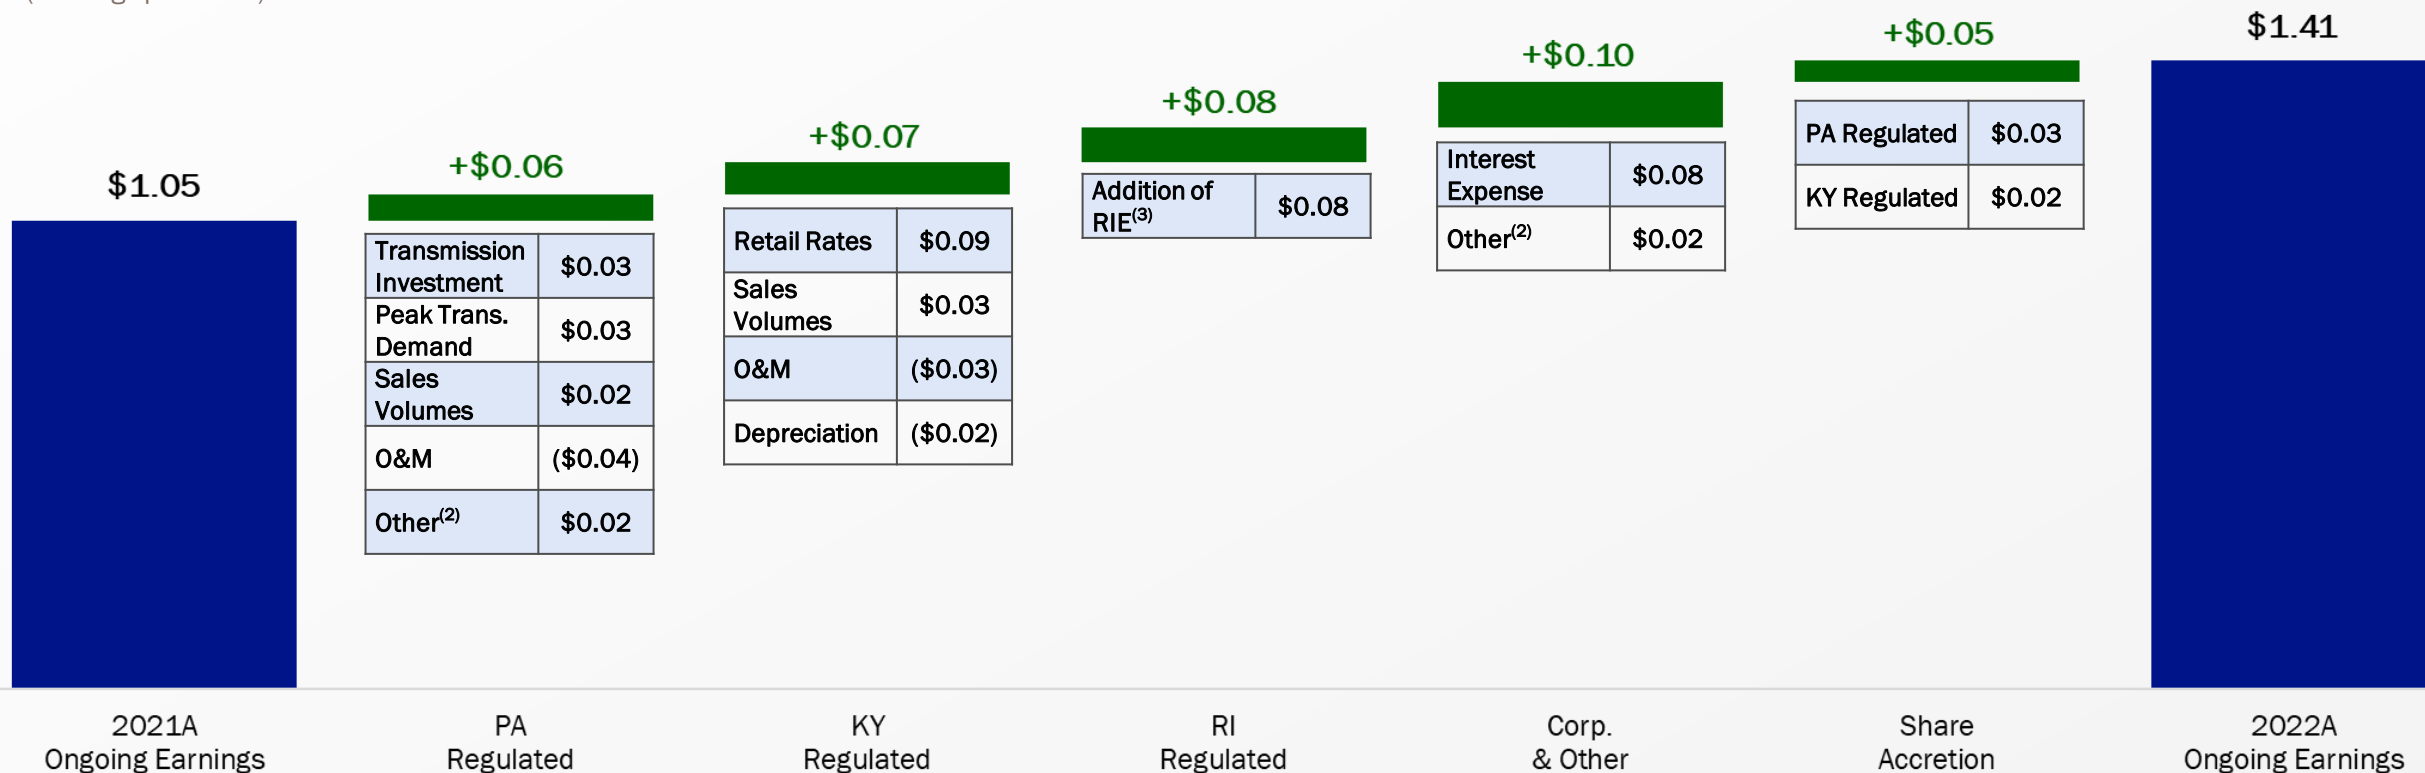 $1.05
+$0.06
Transmission
Investment
$0.03
Peak Trans.
Demand
$0.03
Sales
Volumes
$0.02
O&M
($0.04)
Other(2)
$0.02
+$0.07
Retail Rates
$0.09
Sales
Volumes
$0.03
O&M
($0.03)
Depreciation
($0.02)
+$0.08
Addition of
RIE(3)
$0.08
+$0.10
Interest
Expense
$0.08
Other(2)
$0.02
+$0.05
PA Regulated
$0.03
KY Regulated
$0.02
$1.41
2021A
Ongoing Earnings
PA
Regulated
KY
Regulated
RI
Regulated
Corp.
& Other
Share
Accretion
2022A
Ongoing Earnings